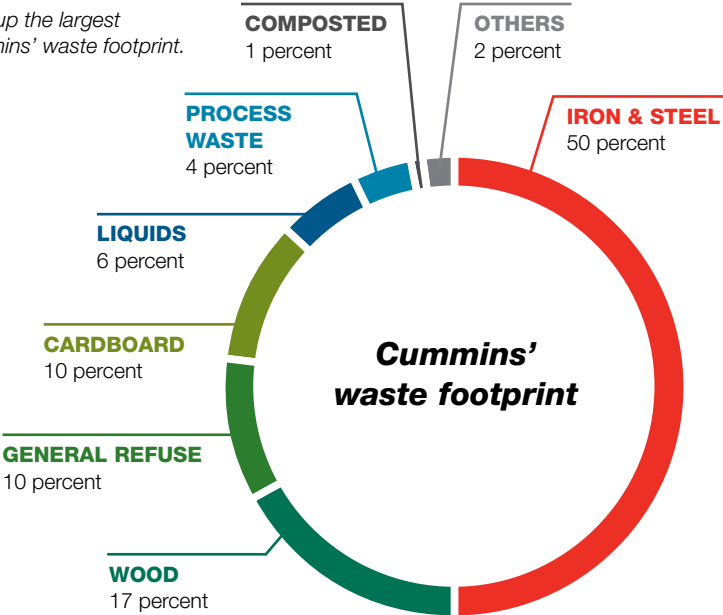 up the largest
waste footprint.
COMPOSTED
1 percent
OTHERS
2 percent
PROCESS
WASTE
4 percent
IRON & STEEL
50 percent
LIQUIDS
6 percent
CARDBOARD
10 percent
Cummins’
waste footprint
GENERAL REFUSE
10 percent
WOOD
17 percent